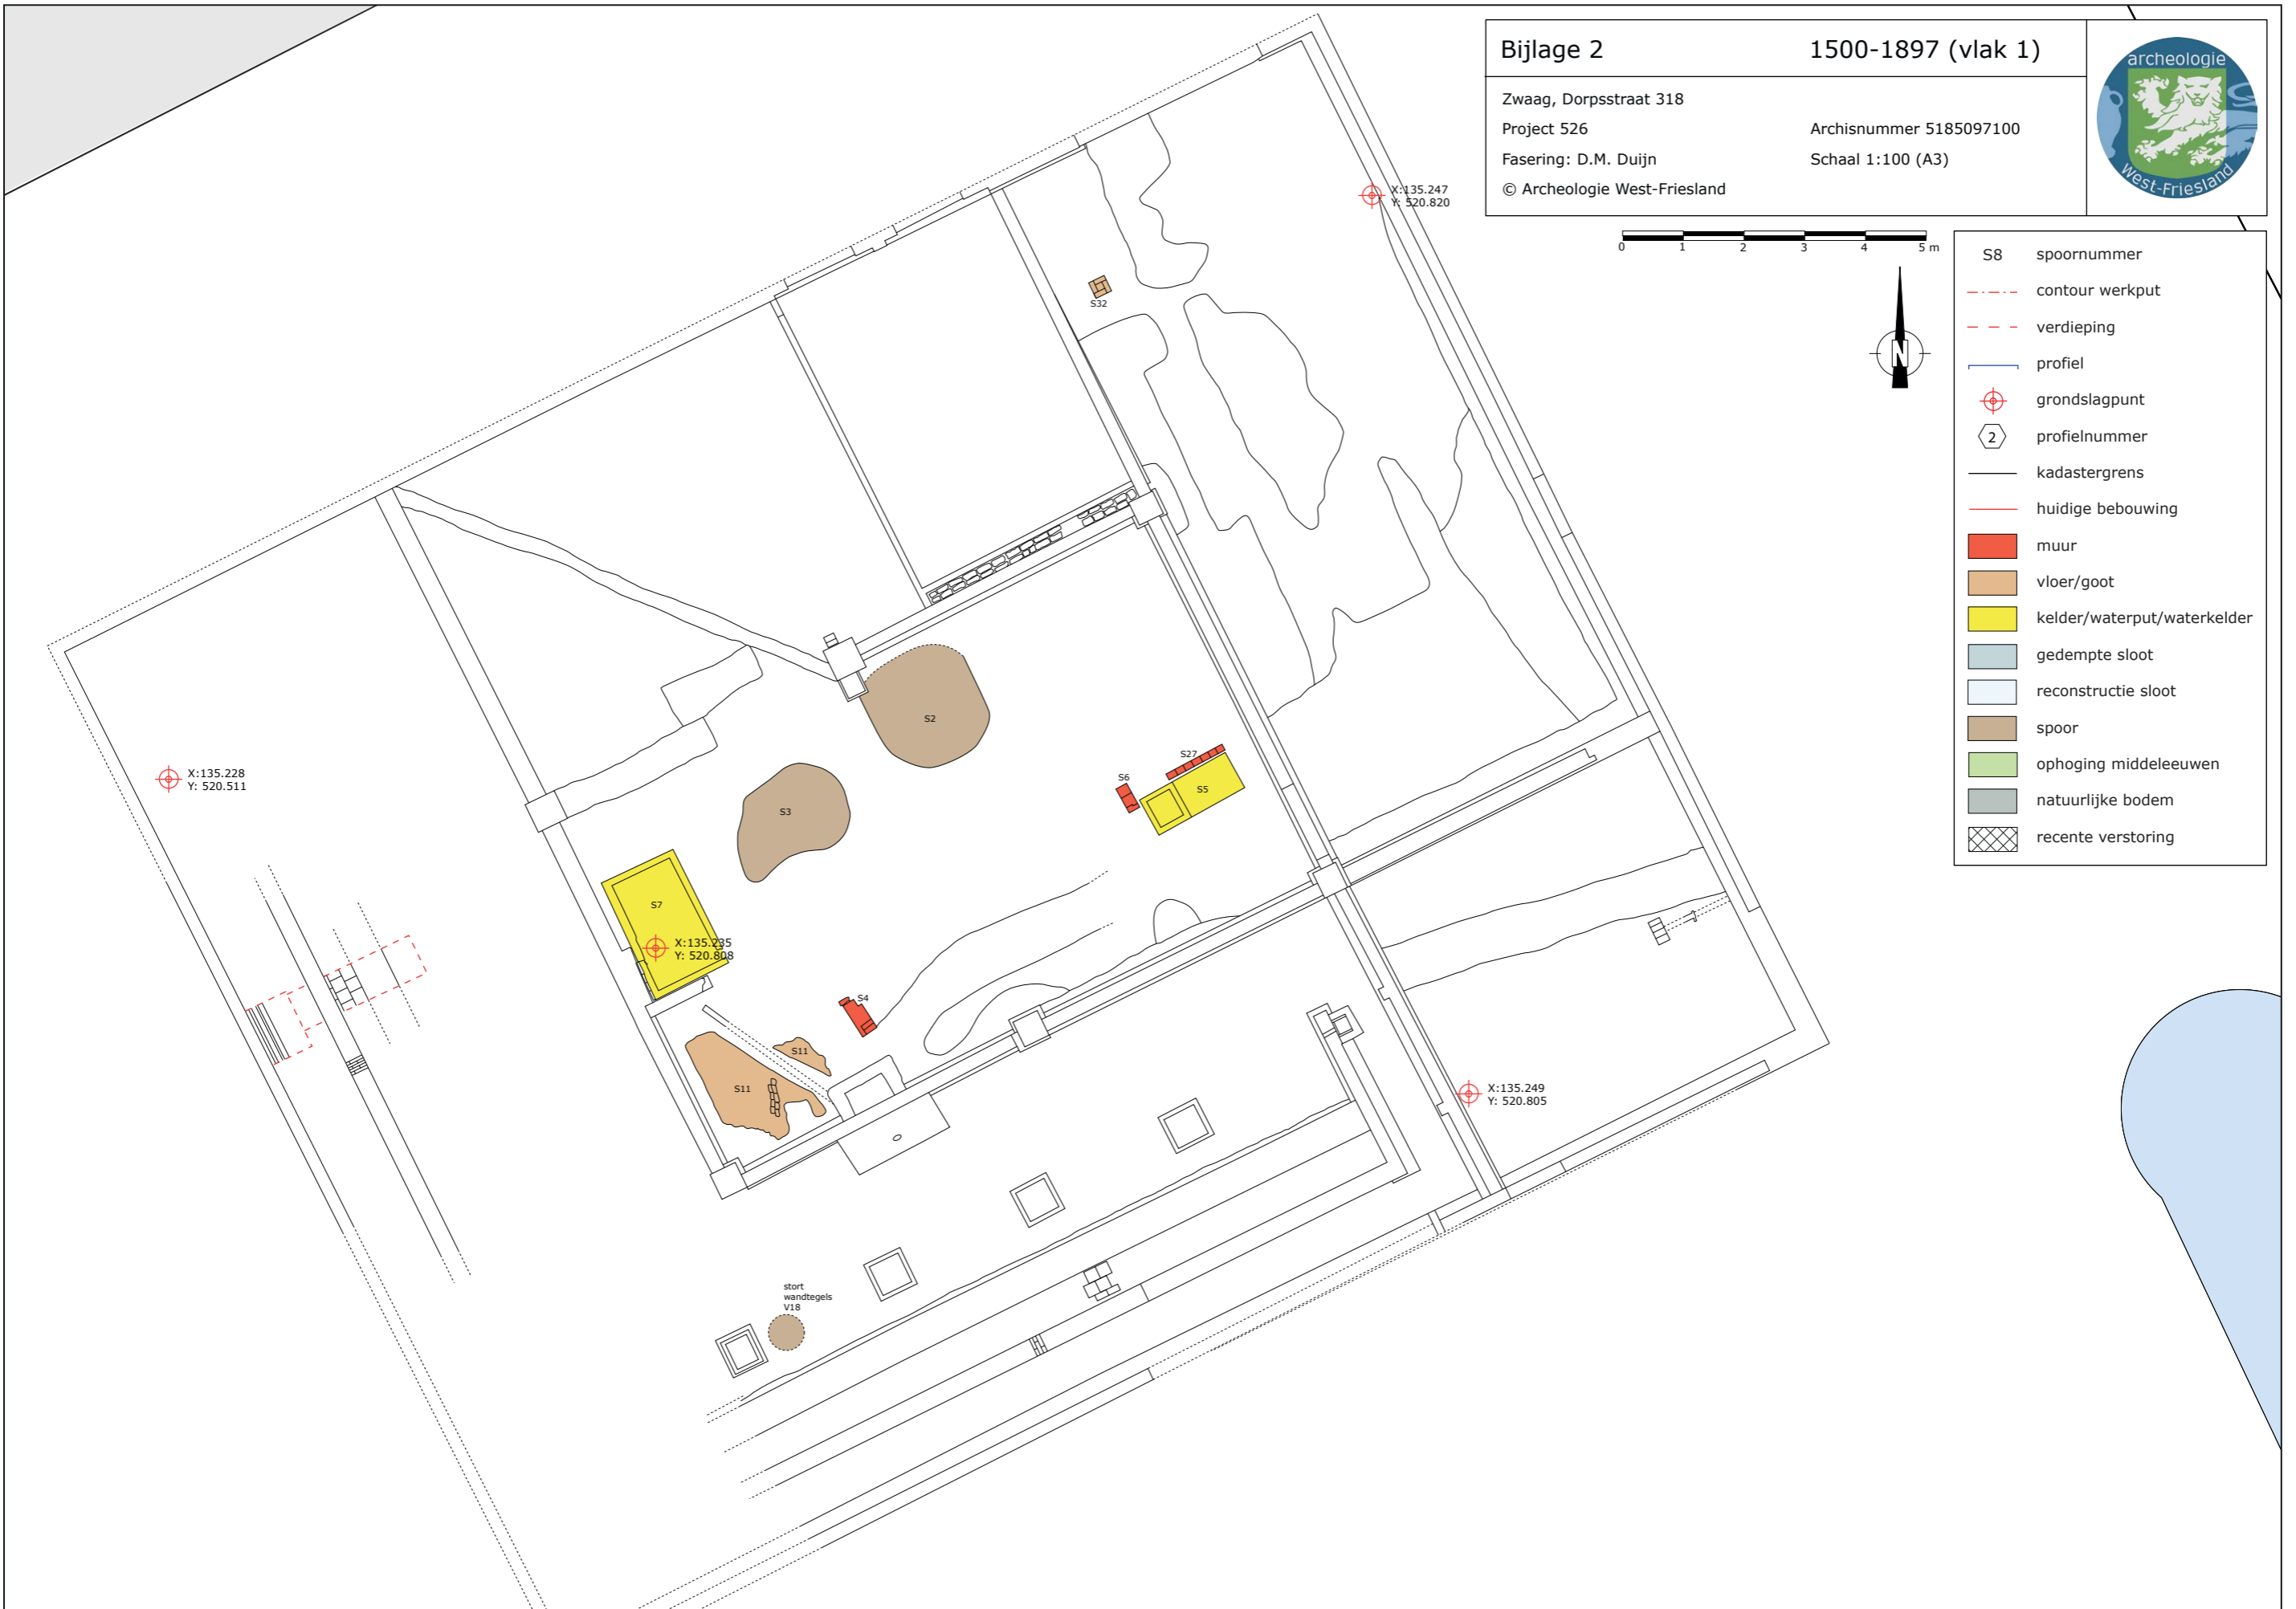 Bijlage 2 1500-1897 (vlak 1)
Zwaag, Dorpsstraat 318
Project 526 Archisnummer 5185097100
Fasering: D.M. Duijn Schaal 1:100 (A3)
© Archeologie West-Friesland
archeologie
West-Friesland
0 1 2 3 4 5 m
N
S8 spoornummer
contour werkput
verdieping
profiel
grondslagpunt
2 profielnummer
kadastergrens
huidige bebouwing
muur
vloer/goot
kelder/waterput/waterkelder
gedempte sloot
reconstructie sloot
spoor
ophoging middeleeuwen
natuurlijke bodem
recente verstoring
X:135.247
Y: 520.820
S32
S2
S27
S6
S5
X:135.228
Y: 520.511
S3
S7
X:135.235
Y: 520.808
S4
S11
S11
X:135.249
Y: 520.805
stort
wandtegels
V18